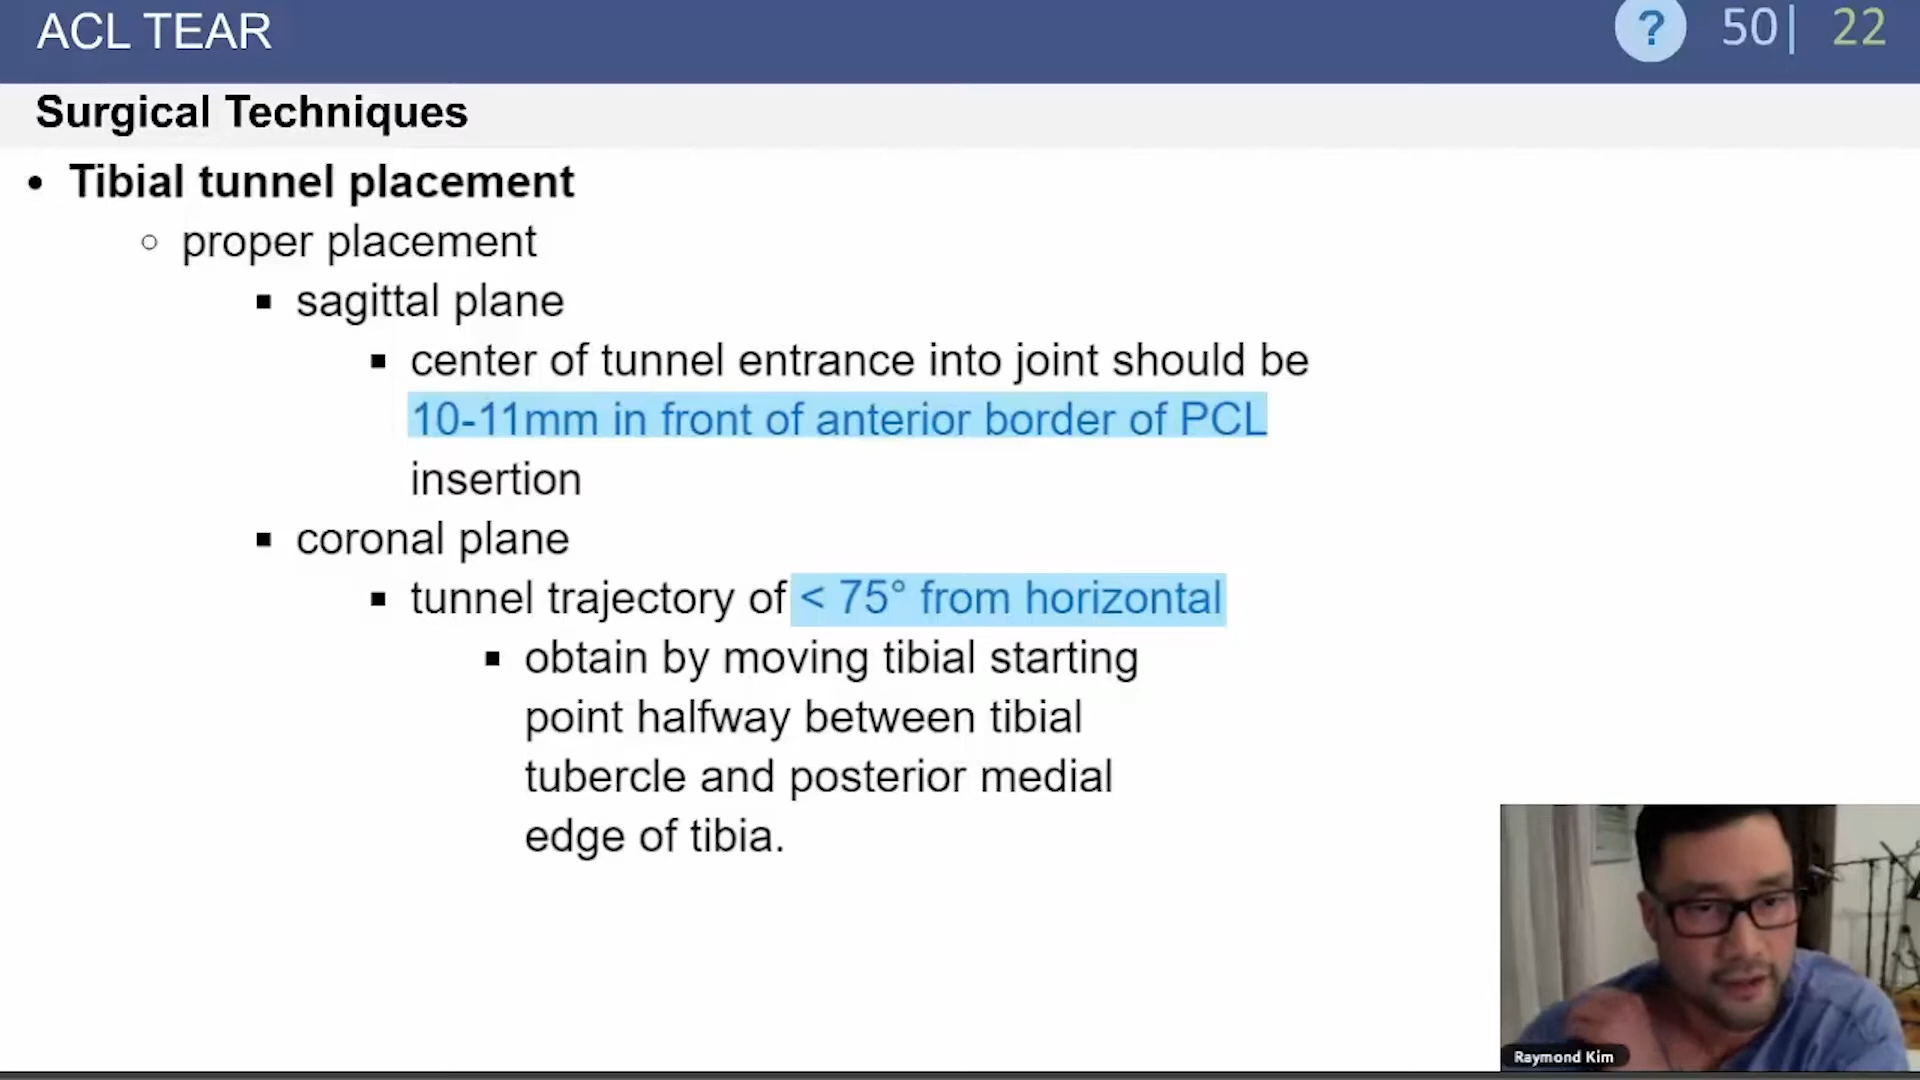 ACL TEAR
? 50| 22
Surgical Techniques
• Tibial tunnel placement
○ proper placement
▪ sagittal plane
▪ center of tunnel entrance into joint should be
10-11mm in front of anterior border of PCL
insertion
▪ coronal plane
▪ tunnel trajectory of < 75° from horizontal
▪ obtain by moving tibial starting
point halfway between tibial
tubercle and posterior medial
edge of tibia.
Raymond Kim